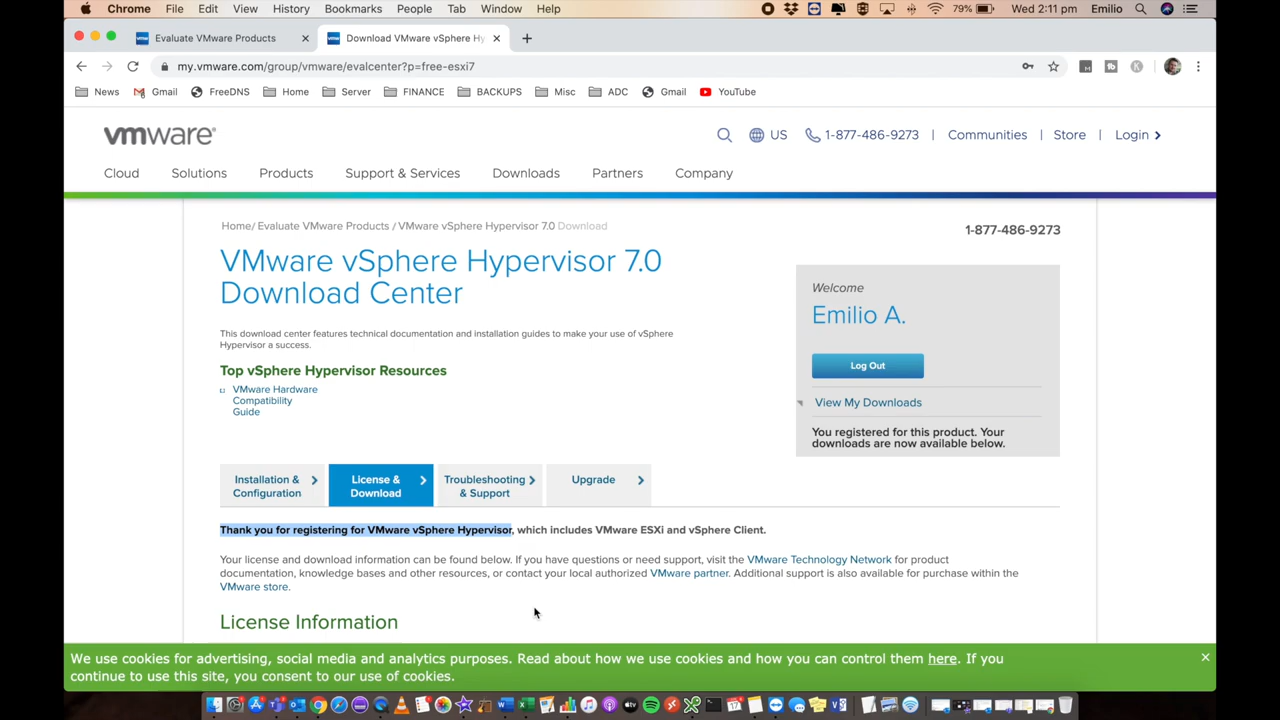 Chrome File Edit View History Bookmarks People Tab Window Help 79% Wed 2:11 pm Emilio
Evaluate VMware Products Download VMware vSphere Hy
my.vmware.com/group/vmware/evalcenter?p=free-esxi7
News Gmail FreeDNS Home Server FINANCE BACKUPS Misc ADC Gmail YouTube
vmware US 1-877-486-9273 | Communities | Store | Login
Cloud Solutions Products Support & Services Downloads Partners Company
Home/ Evaluate VMware Products / VMware vSphere Hypervisor 7.0 Download
1-877-486-9273
VMware vSphere Hypervisor 7.0
Download Center
This download center features technical documentation and installation guides to make your use of vSphere
Hypervisor a success.
Top vSphere Hypervisor Resources
VMware Hardware
Compatibility
Guide
Welcome
Emilio A.
Log Out
View My Downloads
You registered for this product. Your
downloads are now available below.
Installation &
Configuration
License &
Download
Troubleshooting
& Support
Upgrade
Thank you for registering for VMware vSphere Hypervisor, which includes VMware ESXi and vSphere Client.
Your license and download information can be found below. If you have questions or need support, visit the VMware Technology Network for product
documentation, knowledge bases and other resources, or contact your local authorized VMware partner. Additional support is also available for purchase within the
VMware store.
License Information
We use cookies for advertising, social media and analytics purposes. Read about how we use cookies and how you can control them here. If you
continue to use this site, you consent to our use of cookies.